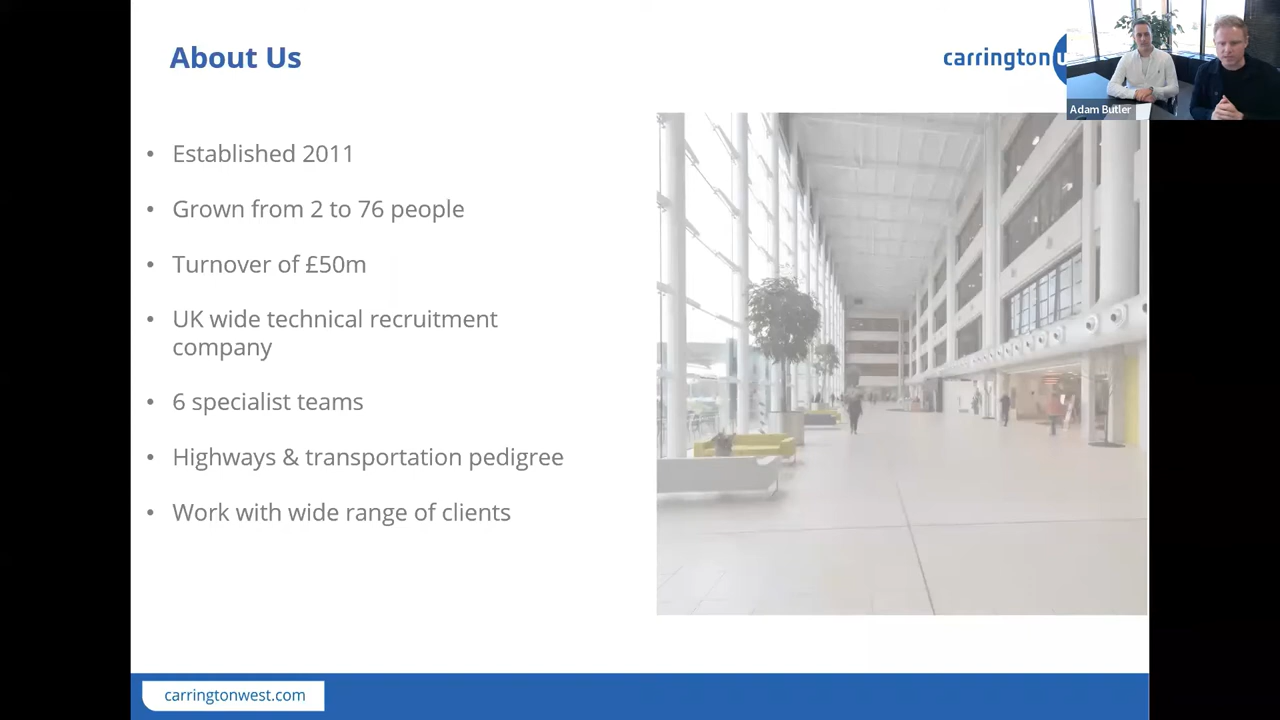 About Us
carrington
Adam Butler
• Established 2011
• Grown from 2 to 76 people
• Turnover of £50m
• UK wide technical recruitment
company
• 6 specialist teams
• Highways & transportation pedigree
• Work with wide range of clients
carringtonwest.com